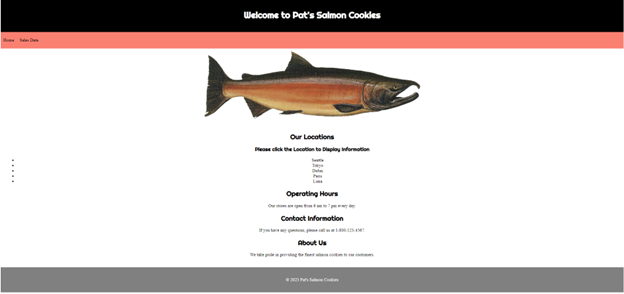 Welcome to Pat's Salmon Cookies
Home Sales Data
Our Locations
Please click the Location to Display Information
Seattle
Tokyo
Dubai
Paris
Lima
Operating Hours
Our stores are open from 6 am to 7 pm every day.
Contact Information
If you have any questions, please call us at 1-800-123-4567.
About Us
We take pride in providing the finest salmon cookies to our customers.
© 2023 Pat's Salmon Cookies